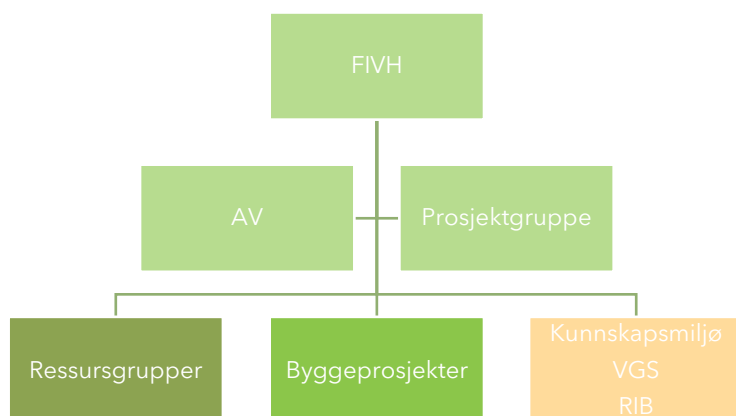 FIVH
AV
Prosjektgruppe
Ressursgrupper
Byggeprosjekter
Kunnskapsmiljø
VGS
RIB